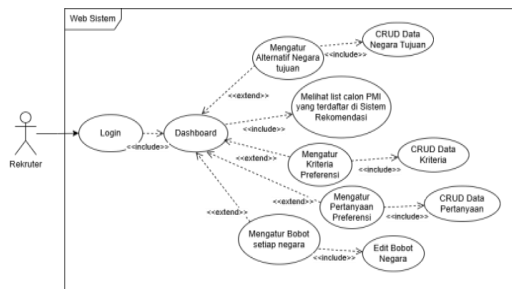 Web Sistem
Mengatur
Alternatif Negara
tujuan
<<include>>
CRUD Data
Negara Tujuan
<<extend>>
Melihat list calon PMI
yang terdaftar di Sistem
Rekomendasi
<<include>>
Rekruter
Login
<<include>>
Dashboard
<<extend>>
Mengatur
Kriteria
Preferensi
<<include>>
CRUD Data
Kriteria
<<extend>>
Mengatur
Pertanyaan
Preferensi
<<include>>
CRUD Data
Pertanyaan
<<extend>>
Mengatur Bobot
setiap negara
<<include>>
Edit Bobot
Negara